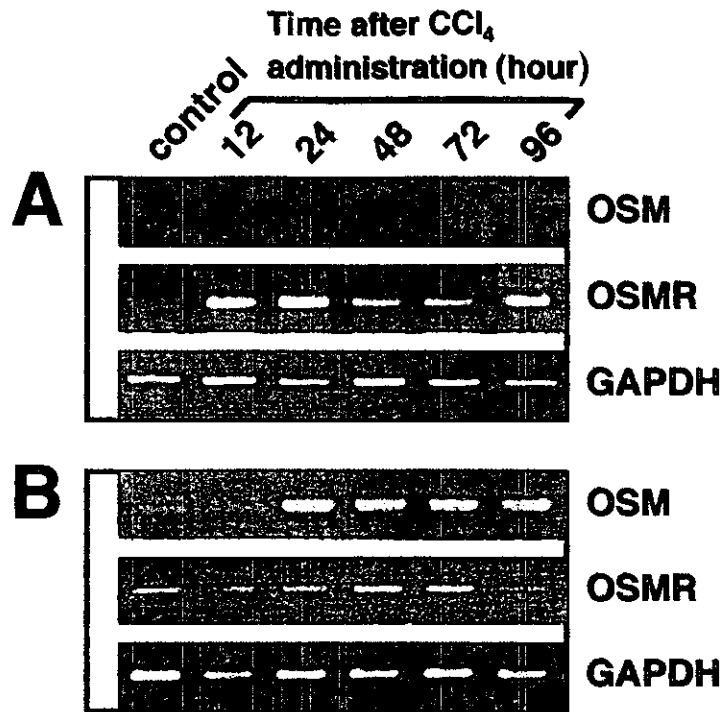 Time after CCl₄
administration (hour)
control 12 24 48 72 96
A
OSM
OSMR
GAPDH
B
OSM
OSMR
GAPDH